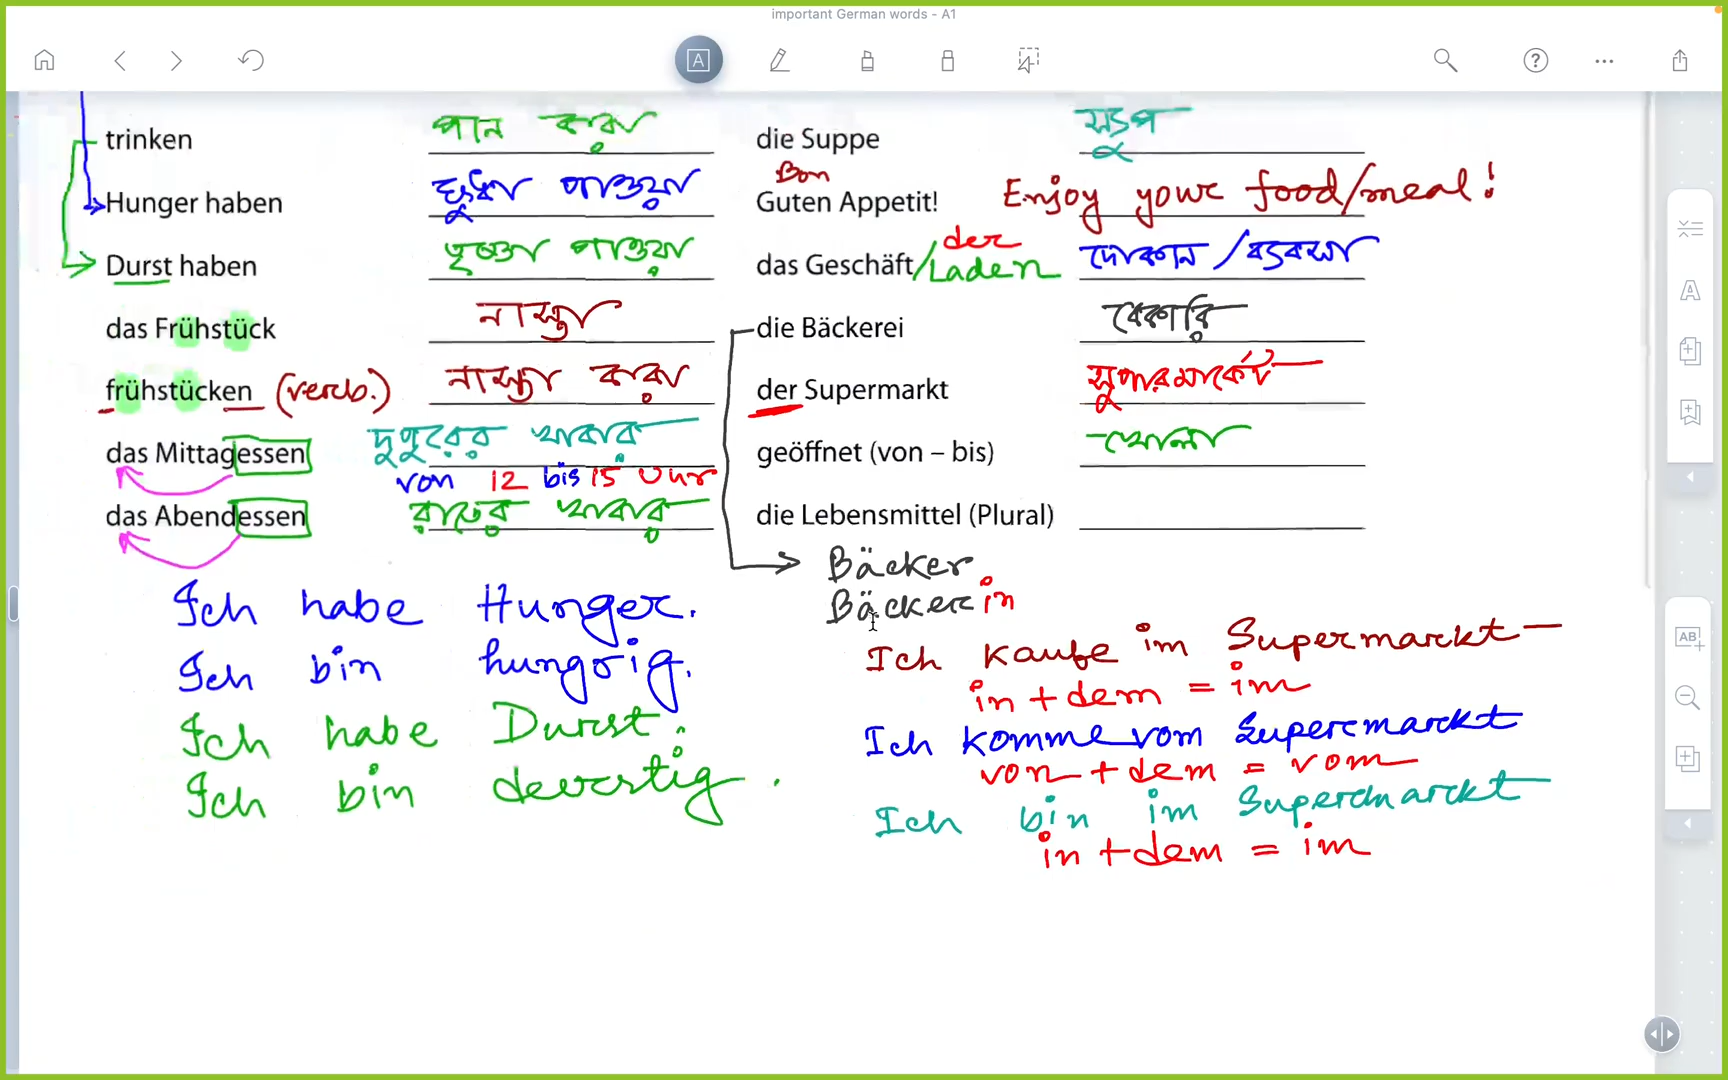 important German words - A1
trinken পান করা
Hunger haben ক্ষুধা পাওয়া
Durst haben তৃষ্ণা পাওয়া
das Frühstück নাস্তা
frühstücken (verb.) নাস্তা করা
das Mittagessen দুপুরের খাবার
von 12 bis 15 Uhr
das Abendessen রাতের খাবার
Ich habe Hunger.
Ich bin hungrig.
Ich habe Durst.
Ich bin deurstig.
die Suppe স্যুপ
Bon
Guten Appetit! Enjoy your food/meal!
der
das Geschäft/Laden দোকান/ব্যবসা
die Bäckerei বেকারি
der Supermarkt সুপারমার্কেট
geöffnet (von – bis) খোলা
die Lebensmittel (Plural)
Bäcker
Bäckerin
Ich kaufe im Supermarkt
in + dem = im
Ich komme vom Supermarkt
von + dem = vom
Ich bin im Supermarkt
in + dem = im